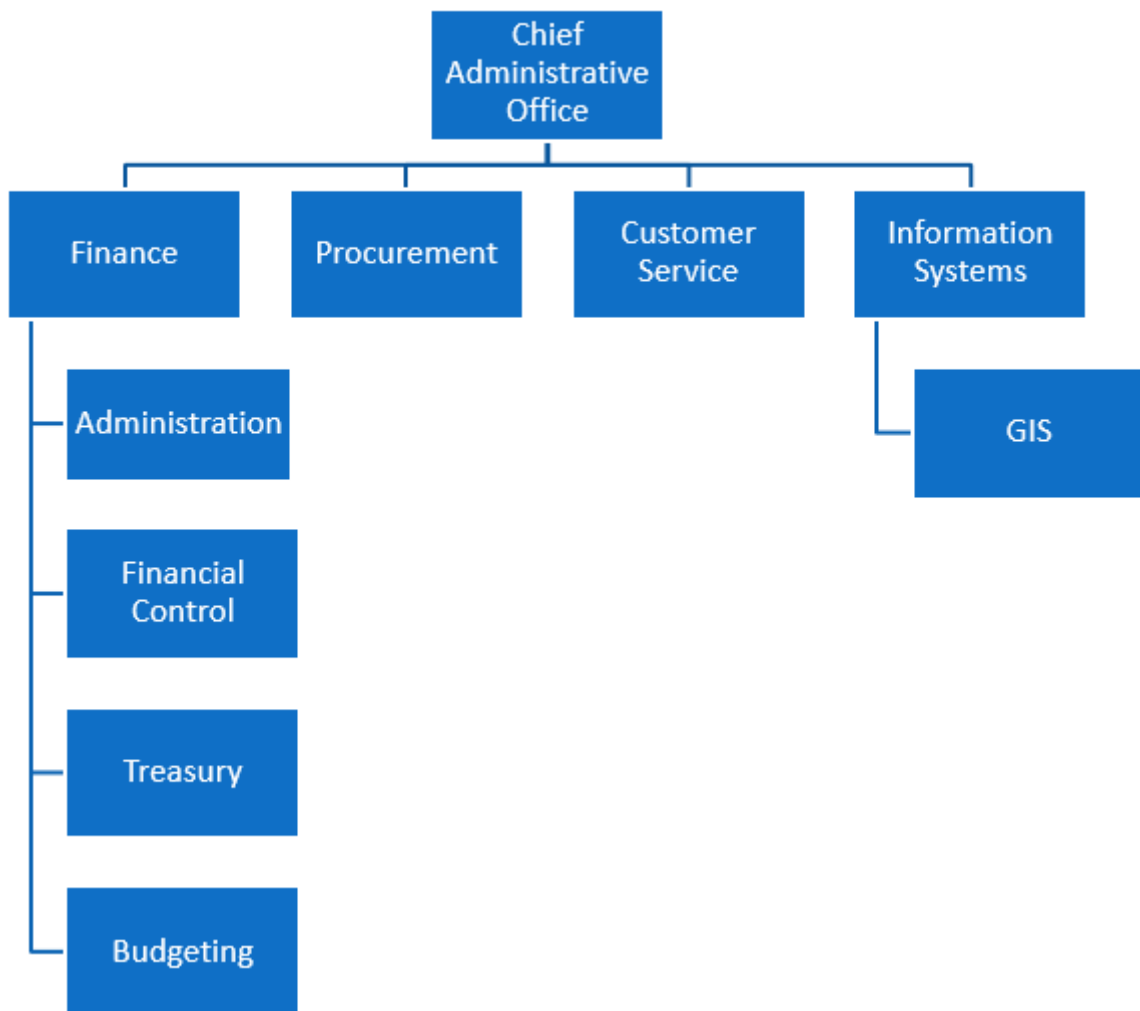 Chief
Administrative
Office
Finance
Procurement
Customer
Service
Information
Systems
Administration
GIS
Financial
Control
Treasury
Budgeting